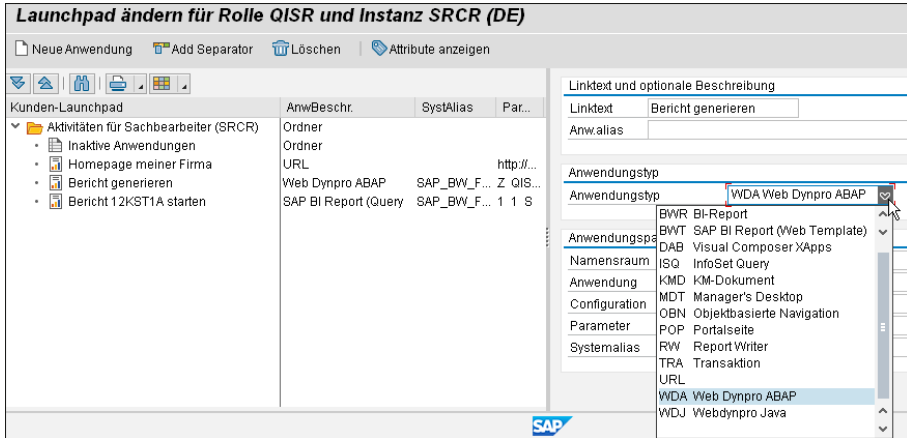 Launchpad ändern für Rolle QISR und Instanz SRCR (DE)
Neue Anwendung Add Separator Löschen Attribute anzeigen
Kunden-Launchpad AnwBeschr. SystAlias Par...
Aktivitäten für Sachbearbeiter (SRCR) Ordner
Inaktive Anwendungen Ordner
Homepage meiner Firma URL http://...
Bericht generieren Web Dynpro ABAP SAP_BW_F... Z QIS...
Bericht 12KST1A starten SAP BI Report (Query SAP_BW_F... 1 1 S
Linktext und optionale Beschreibung
Linktext Bericht generieren
Anw.alias
Anwendungstyp
Anwendungstyp WDA Web Dynpro ABAP
Anwendungspa
Namensraum
Anwendung
Configuration
Parameter
Systemalias
BWR BI-Report
BWT SAP BI Report (Web Template)
DAB Visual Composer XApps
ISQ InfoSet Query
KMD KM-Dokument
MDT Manager's Desktop
OBN Objektbasierte Navigation
POP Portalseite
RW Report Writer
TRA Transaktion
URL
WDA Web Dynpro ABAP
WDJ Webdynpro Java
SAP